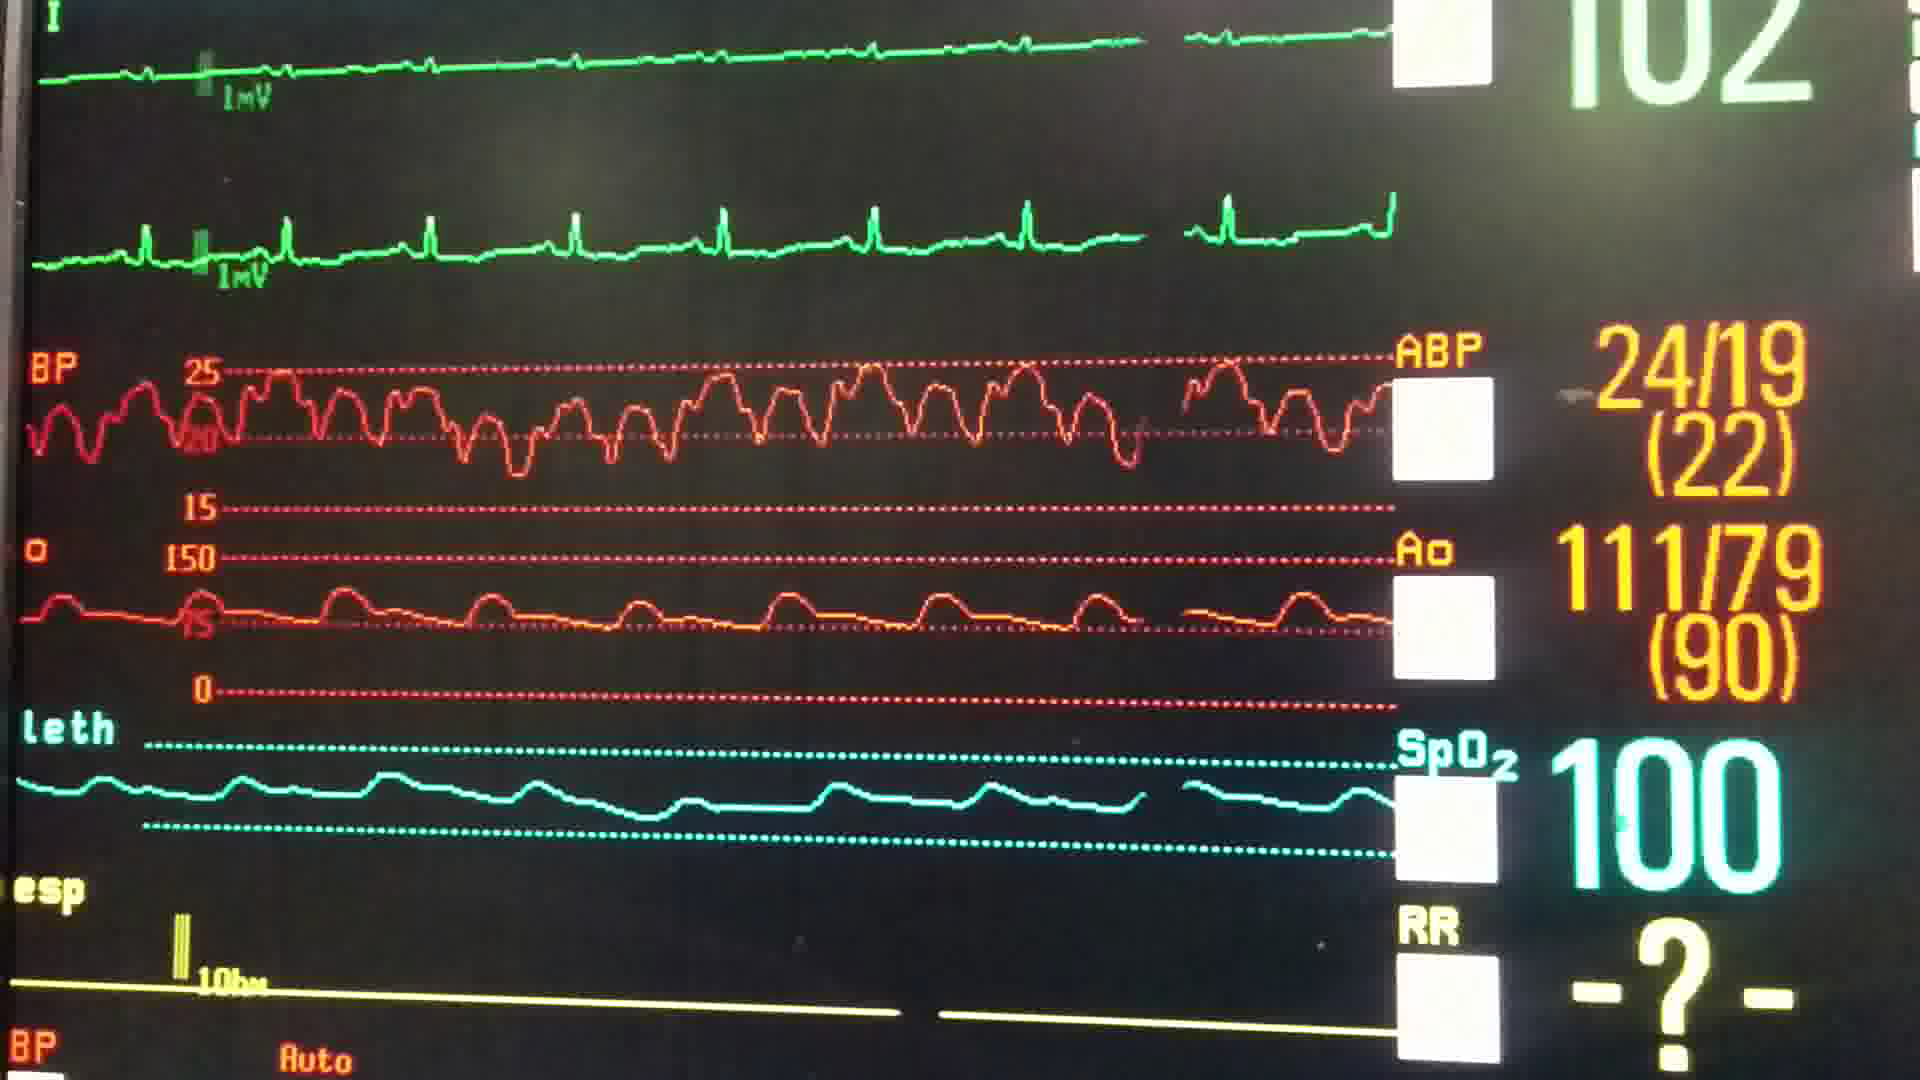 I
102
1mV
1mV
BP
25
20
15
ABP
24/19
(22)
o
150
75
0
Ao
111/79
(90)
leth
SpO2
100
esp
RR
-?-
BP
Auto